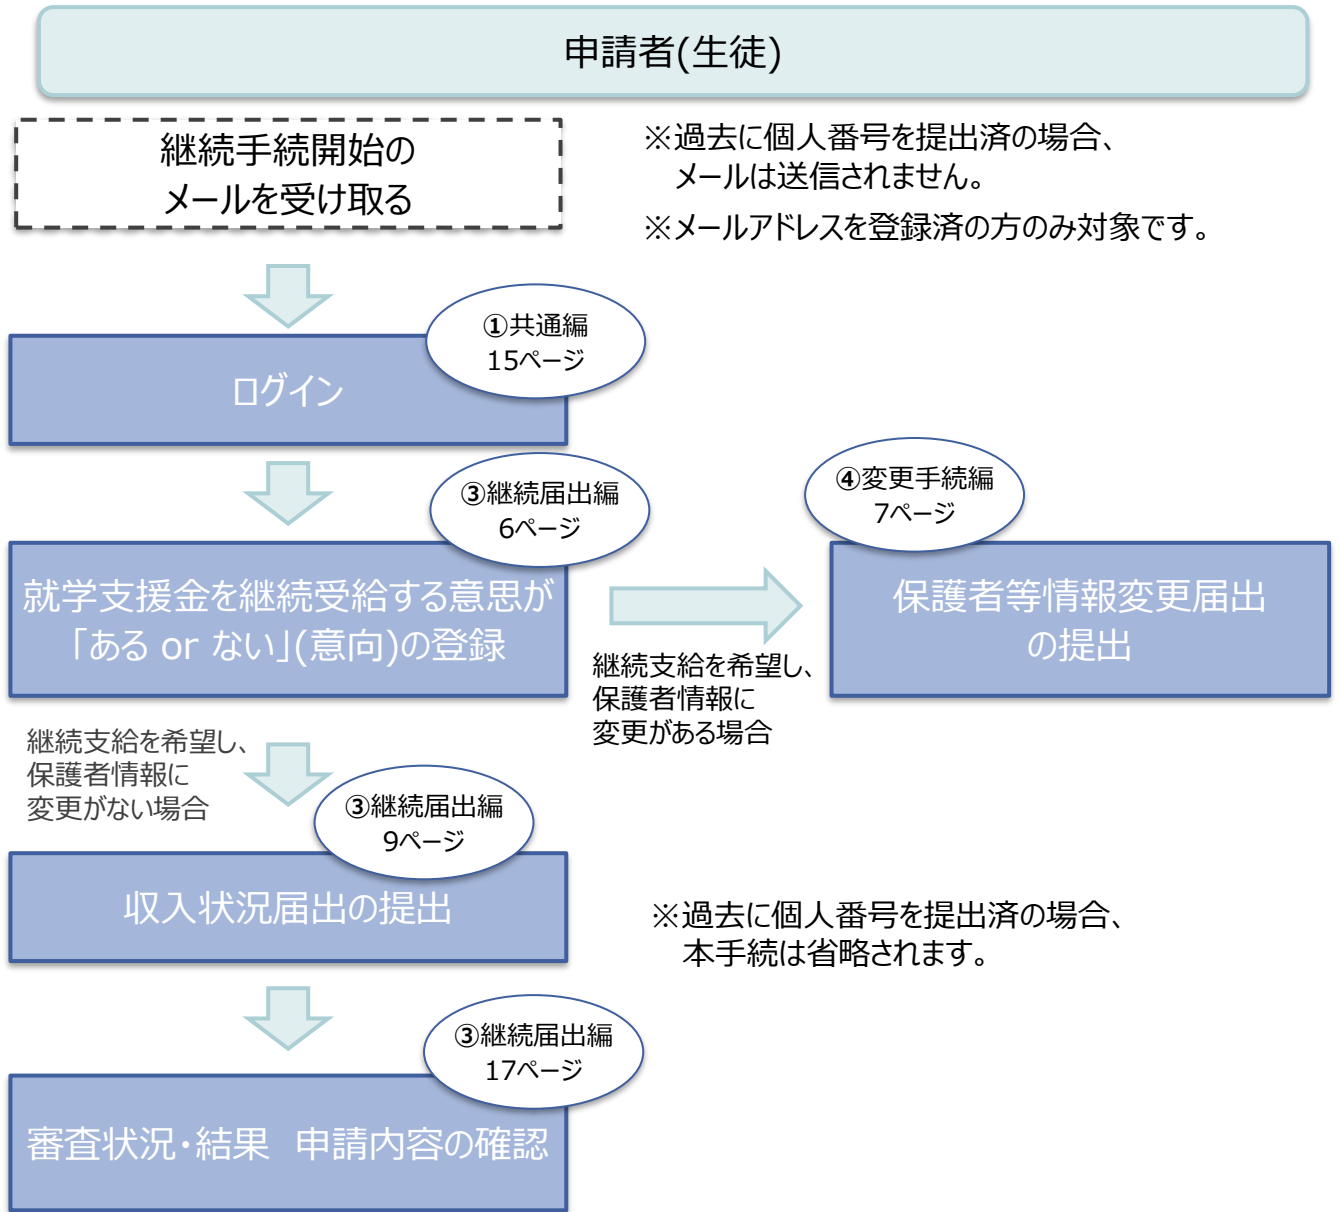 申請者(生徒)
継続手続開始の
メールを受け取る
※過去に個人番号を提出済の場合、
メールは送信されません。
※メールアドレスを登録済の方のみ対象です。
①共通編
15ページ
ログイン
③継続届出編
6ページ
就学支援金を継続受給する意思が
「ある or ない」(意向)の登録
④変更手続編
7ページ
保護者等情報変更届出
の提出
継続支給を希望し、
保護者情報に
変更がある場合
継続支給を希望し、
保護者情報に
変更がない場合
③継続届出編
9ページ
収入状況届出の提出
※過去に個人番号を提出済の場合、
本手続は省略されます。
③継続届出編
17ページ
審査状況・結果　申請内容の確認